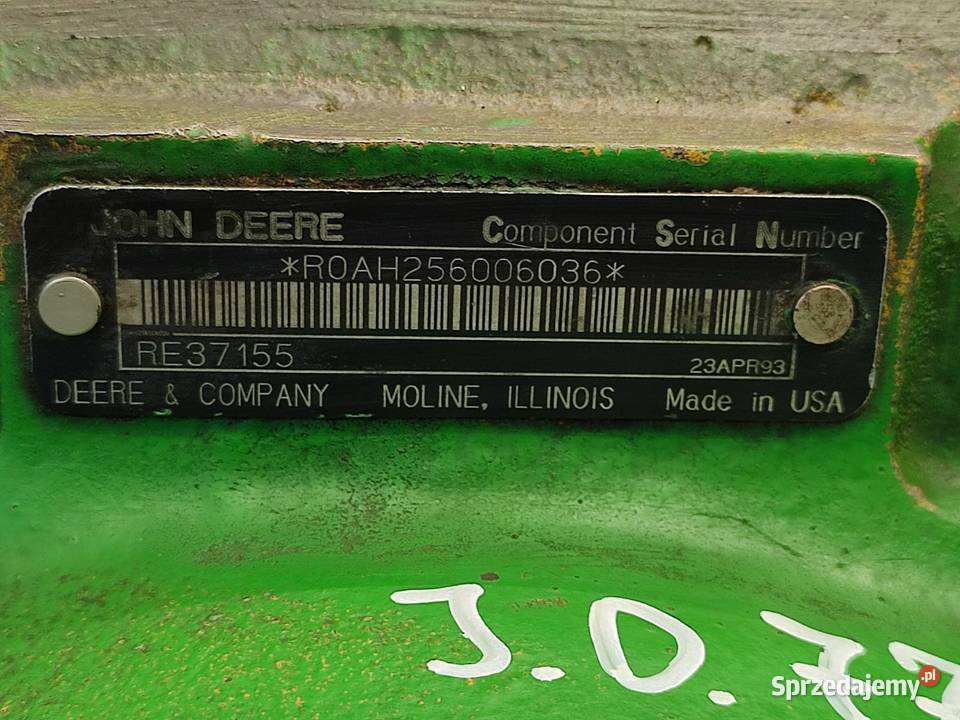 JOHN DEERE Component Serial Number
*R0AH256006036*
RE37155 23APR93
DEERE & COMPANY MOLINE, ILLINOIS Made in USA
J.D.
Sprzedajemy.pl